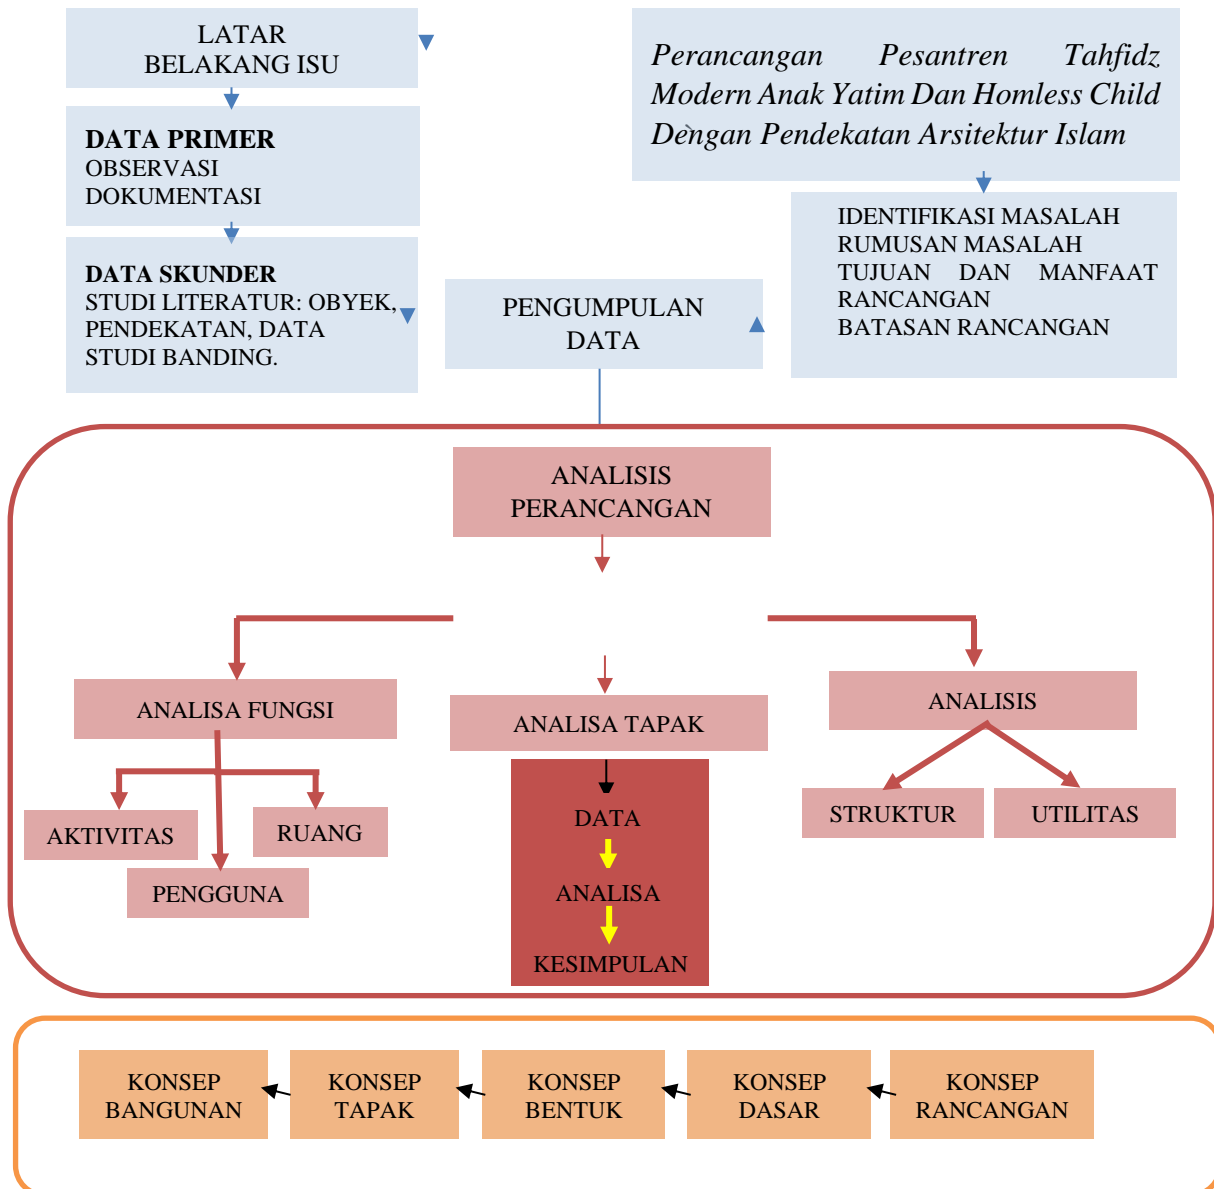 LATAR
BELAKANG ISU
Perancangan Pesantren Tahfidz
Modern Anak Yatim Dan Homless Child
Dengan Pendekatan Arsitektur Islam
DATA PRIMER
OBSERVASI
DOKUMENTASI
IDENTIFIKASI MASALAH
RUMUSAN MASALAH
TUJUAN DAN MANFAAT
RANCANGAN
BATASAN RANCANGAN
DATA SKUNDER
STUDI LITERATUR: OBYEK,
PENDEKATAN, DATA
STUDI BANDING.
PENGUMPULAN
DATA
ANALISIS
PERANCANGAN
ANALISA FUNGSI
ANALISA TAPAK
ANALISIS
AKTIVITAS
RUANG
PENGGUNA
DATA
ANALISA
KESIMPULAN
STRUKTUR
UTILITAS
KONSEP
BANGUNAN
KONSEP
TAPAK
KONSEP
BENTUK
KONSEP
DASAR
KONSEP
RANCANGAN